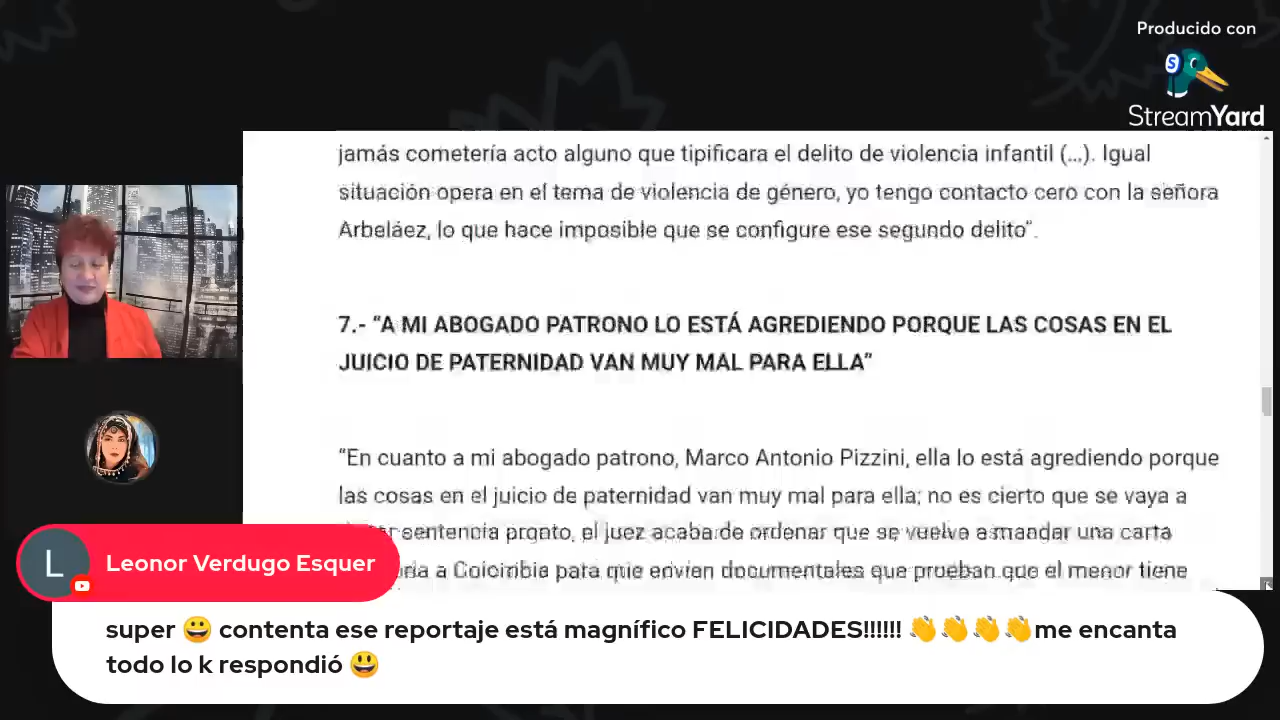 Producido con
StreamYard
jamás cometería acto alguno que tipificara el delito de violencia infantil (...). Igual
situación opera en el tema de violencia de género, yo tengo contacto cero con la señora
Arbeláez, lo que hace imposible que se configure ese segundo delito”.
7.- “A MI ABOGADO PATRONO LO ESTÁ AGREDIENDO PORQUE LAS COSAS EN EL
JUICIO DE PATERNIDAD VAN MUY MAL PARA ELLA”
“En cuanto a mi abogado patrono, Marco Antonio Pizzini, ella lo está agrediendo porque
las cosas en el juicio de paternidad van muy mal para ella; no es cierto que se vaya a
sentencia pronto, el juez acaba de ordenar que se vuelva a mandar una carta
a Colombia para que envíen documentales que prueban que el menor tiene
L
Leonor Verdugo Esquer
super 😀 contenta ese reportaje está magnífico FELICIDADES!!!!!! 👏👏👏👏me encanta
todo lo k respondió 😃